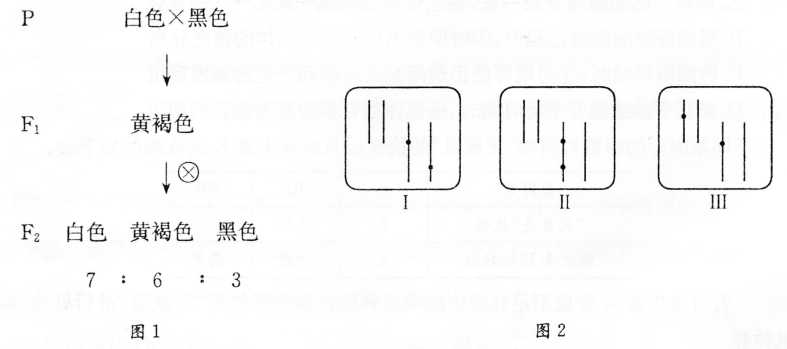 P 白色×黑色
F₁ 黄褐色
⊗
F₂ 白色 黄褐色 黑色
7 : 6 : 3
图1
I II III
图2